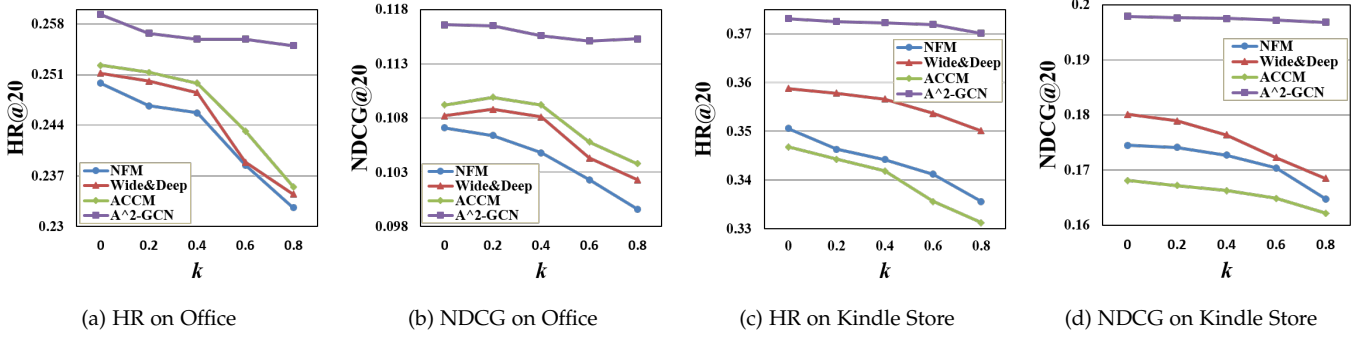 HR@20
0.258
0.251
0.244
0.237
0.23
NFM
Wide&Deep
ACCM
A^2-GCN
0 0.2 0.4 0.6 0.8
k
(a) HR on Office
NDCG@20
0.118
0.113
0.108
0.103
0.098
NFM
Wide&Deep
ACCM
A^2-GCN
0 0.2 0.4 0.6 0.8
k
(b) NDCG on Office
HR@20
0.37
0.36
0.35
0.34
0.33
NFM
Wide&Deep
ACCM
A^2-GCN
0 0.2 0.4 0.6 0.8
k
(c) HR on Kindle Store
NDCG@20
0.2
0.19
0.18
0.17
0.16
NFM
Wide&Deep
ACCM
A^2-GCN
0 0.2 0.4 0.6 0.8
k
(d) NDCG on Kindle Store